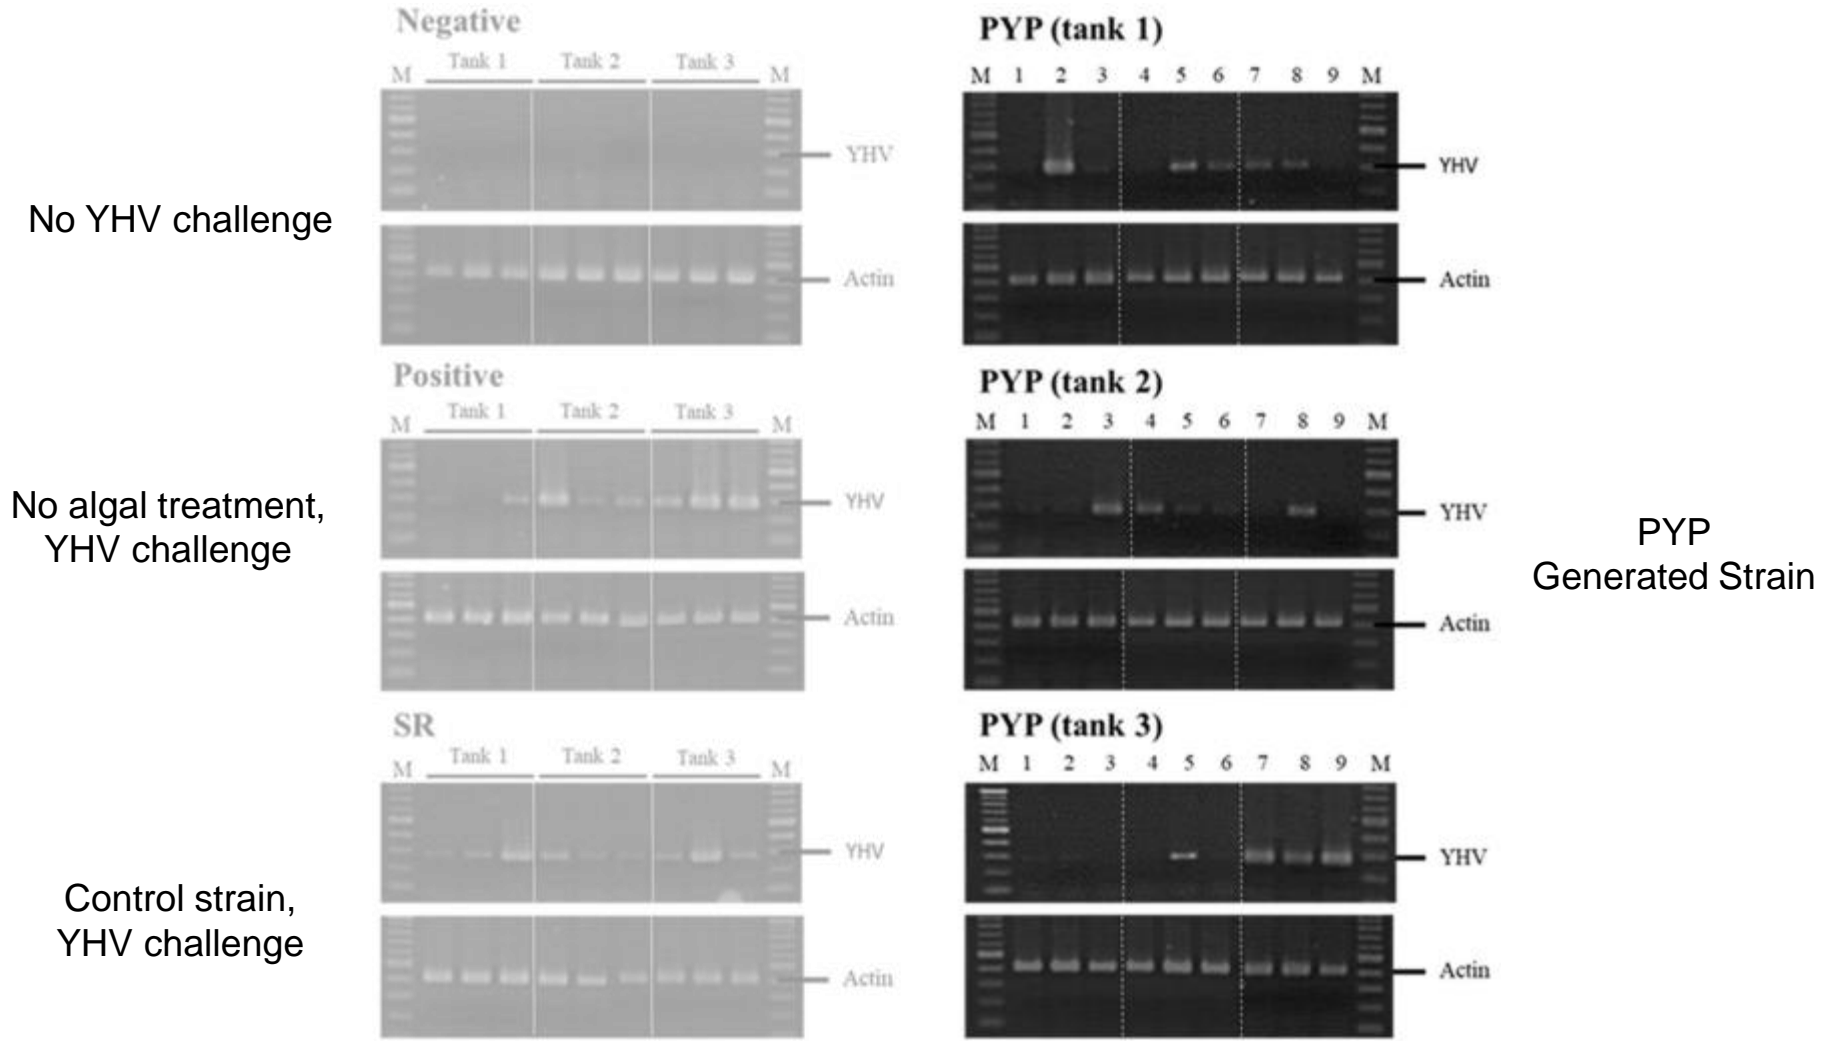 Negative
Tank 1 Tank 2 Tank 3
M M
YHV
Actin
No YHV challenge
Positive
Tank 1 Tank 2 Tank 3
M M
YHV
Actin
No algal treatment,
YHV challenge
SR
Tank 1 Tank 2 Tank 3
M M
YHV
Actin
Control strain,
YHV challenge
PYP (tank 1)
M 1 2 3 4 5 6 7 8 9 M
YHV
Actin
PYP (tank 2)
M 1 2 3 4 5 6 7 8 9 M
YHV
Actin
PYP (tank 3)
M 1 2 3 4 5 6 7 8 9 M
YHV
Actin
PYP
Generated Strain